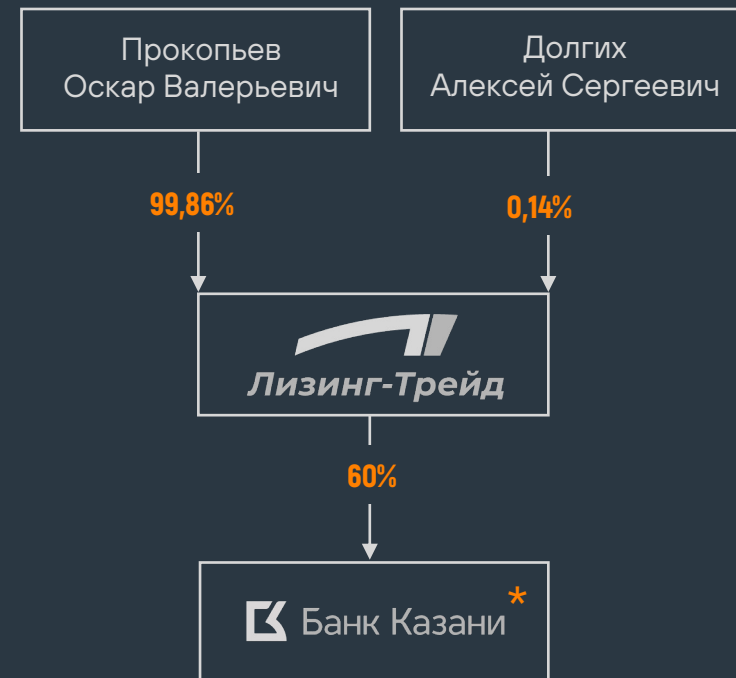 Прокопьев
Оскар Валерьевич
Долгих
Алексей Сергеевич
99,86%
0,14%
Лизинг-Трейд
60%
Банк Казани*